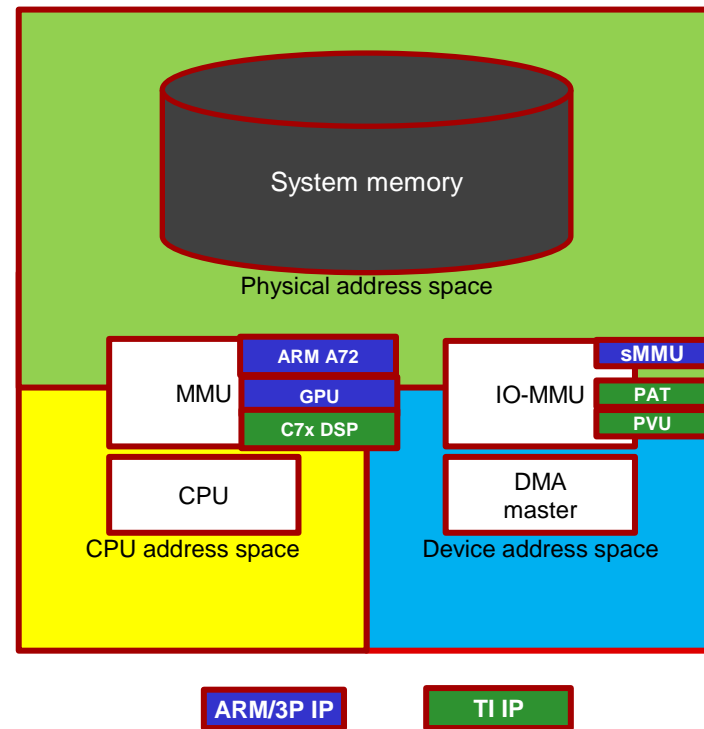 System memory
Physical address space
MMU
ARM A72
GPU
C7x DSP
IO-MMU
sMMU
PAT
PVU
CPU
DMA
master
CPU address space
Device address space
ARM/3P IP
TI IP